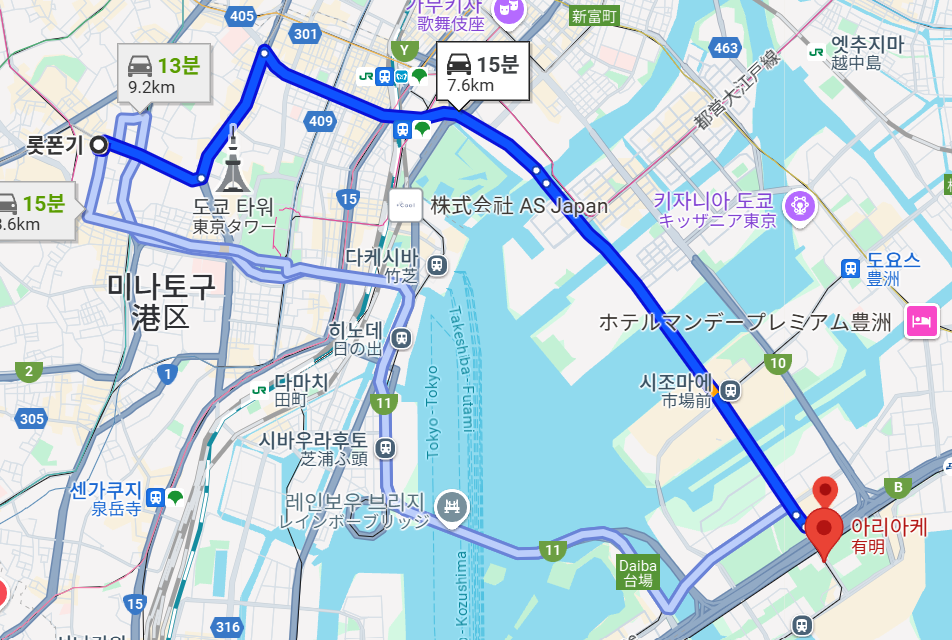 405
가부키자
歌舞伎座
新富町
301
463
엣추지마
越中島
Y
13분
9.2km
15분
7.6km
都営大江戸線
409
롯폰기
15분
15
도쿄 타워
東京タワー
株式会社 AS Japan
키자니아 도쿄
キッザニア東京
다케시바
竹芝
도요스
豊洲
미나토구
港区
ホテルマンデープレミアム豊洲
히노데
日の出
Takeshiba - Futami
Tokyo - Tokyo
2
1
10
다마치
田町
시조마에
市場前
11
305
시바우라후토
芝浦ふ頭
센가쿠지
泉岳寺
레인보우 브리지
レインボーブリッジ
B
아리아케
有明
11
Daiba
台場
- Kozushima
15
316